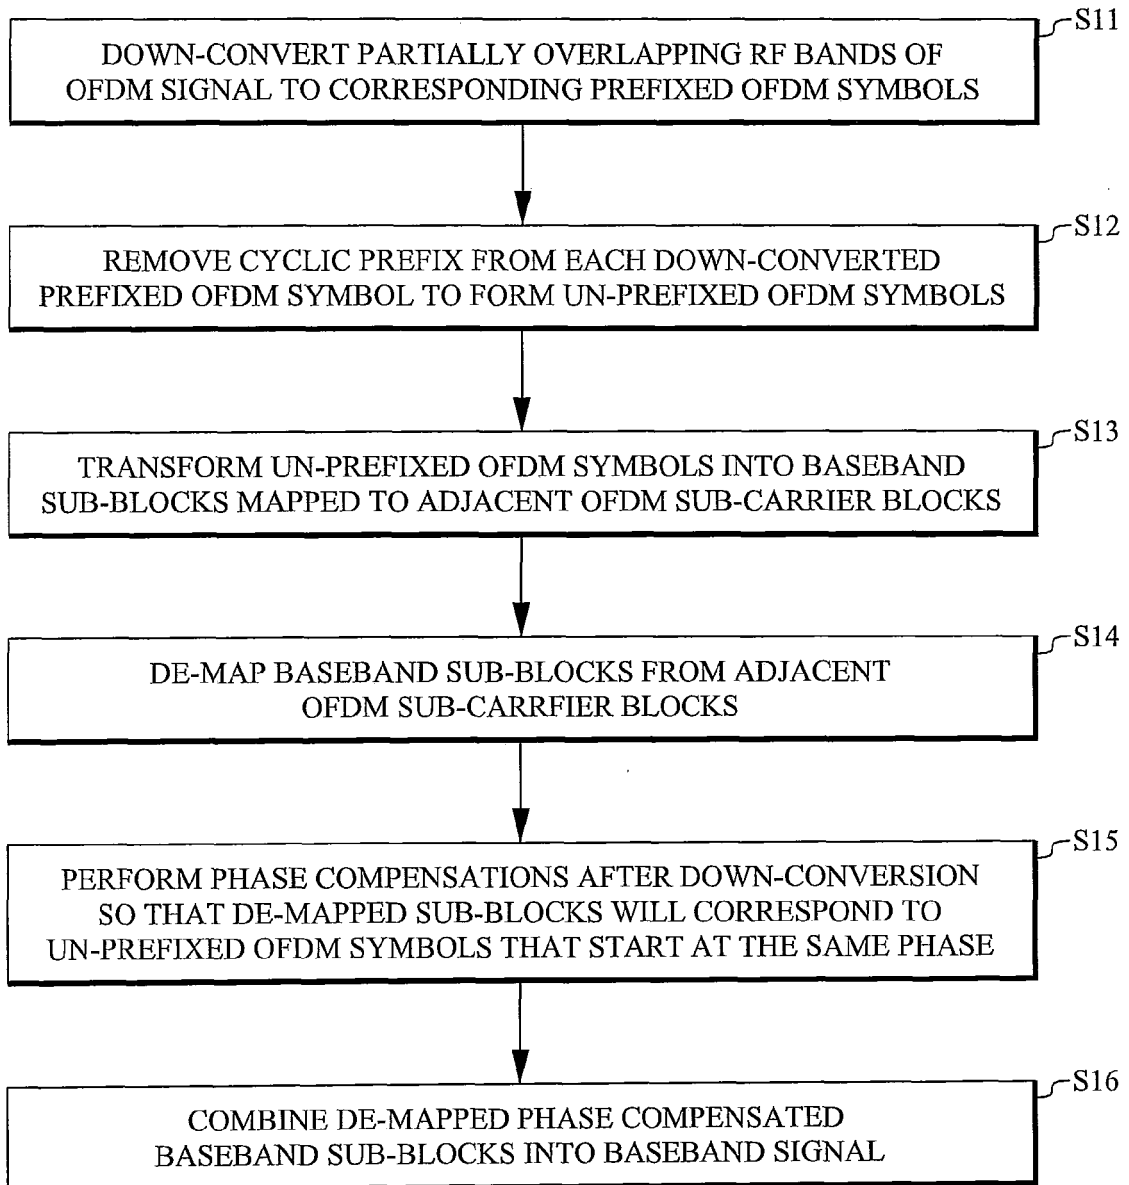 S11
DOWN-CONVERT PARTIALLY OVERLAPPING RF BANDS OF
OFDM SIGNAL TO CORRESPONDING PREFIXED OFDM SYMBOLS
S12
REMOVE CYCLIC PREFIX FROM EACH DOWN-CONVERTED
PREFIXED OFDM SYMBOL TO FORM UN-PREFIXED OFDM SYMBOLS
S13
TRANSFORM UN-PREFIXED OFDM SYMBOLS INTO BASEBAND
SUB-BLOCKS MAPPED TO ADJACENT OFDM SUB-CARRIER BLOCKS
S14
DE-MAP BASEBAND SUB-BLOCKS FROM ADJACENT
OFDM SUB-CARRFIER BLOCKS
S15
PERFORM PHASE COMPENSATIONS AFTER DOWN-CONVERSION
SO THAT DE-MAPPED SUB-BLOCKS WILL CORRESPOND TO
UN-PREFIXED OFDM SYMBOLS THAT START AT THE SAME PHASE
S16
COMBINE DE-MAPPED PHASE COMPENSATED
BASEBAND SUB-BLOCKS INTO BASEBAND SIGNAL